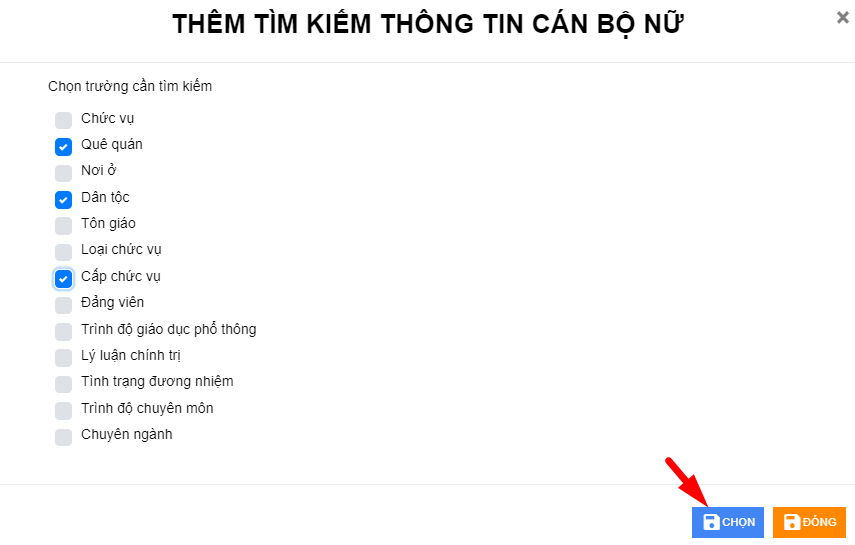 THÊM TÌM KIẾM THÔNG TIN CÁN BỘ NỮ
Chọn trường cần tìm kiếm
Chức vụ
Quê quán
Nơi ở
Dân tộc
Tôn giáo
Loại chức vụ
Cấp chức vụ
Đảng viên
Trình độ giáo dục phổ thông
Lý luận chính trị
Tình trạng đương nhiệm
Trình độ chuyên môn
Chuyên ngành
CHỌN ĐÓNG